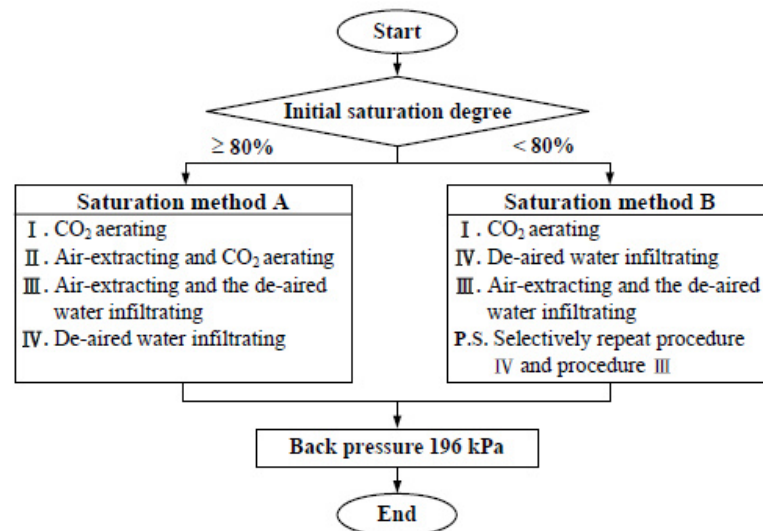 Start
Initial saturation degree
≥ 80%
< 80%
Saturation method A
Ⅰ. CO₂ aerating
Ⅱ. Air-extracting and CO₂ aerating
Ⅲ. Air-extracting and the de-aired
water infiltrating
Ⅳ. De-aired water infiltrating
Saturation method B
Ⅰ. CO₂ aerating
Ⅳ. De-aired water infiltrating
Ⅲ. Air-extracting and the de-aired
water infiltrating
P.S. Selectively repeat procedure
Ⅳ and procedure Ⅲ
Back pressure 196 kPa
End